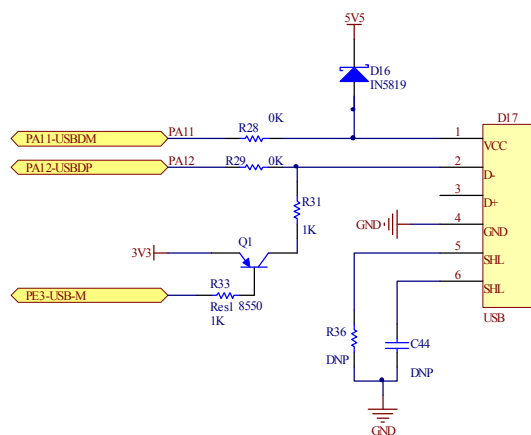 5V5
D16
IN5819
D17
PA11-USBDM
PA11
R28
0K
1
VCC
PA12-USBDP
PA12
R29
0K
2
D-
3
D+
R31
1K
GND
4
GND
3V3
Q1
5
SHL
PE3-USB-M
R33
Res1
1K
8550
6
SHL
USB
R36
DNP
C44
DNP
GND